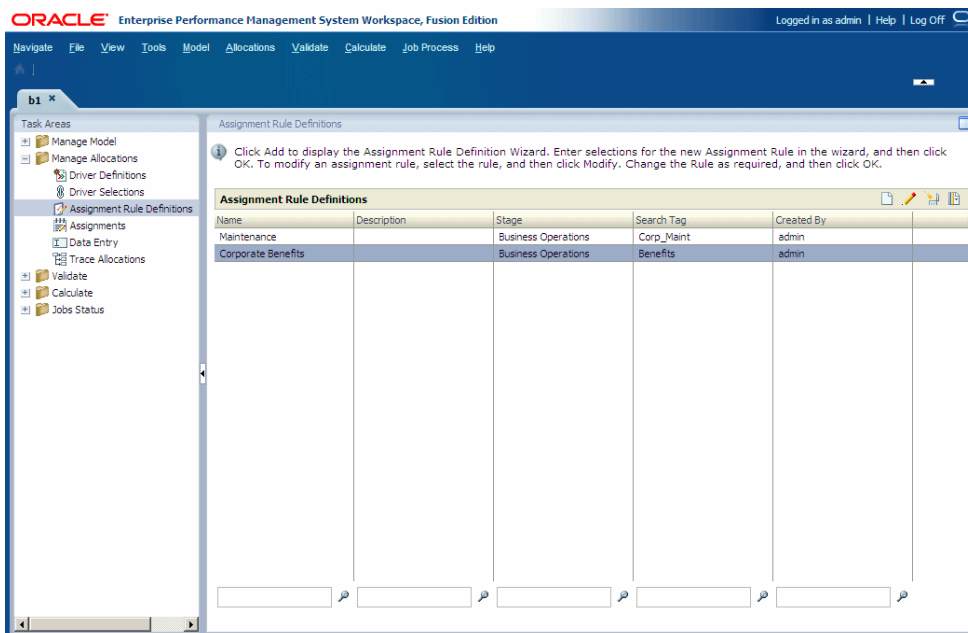 ORACLE® Enterprise Performance Management System Workspace, Fusion Edition
Logged in as admin | Help | Log Off
Navigate File View Tools Model Allocations Validate Calculate Job Process Help
b1
Task Areas
Manage Model
Manage Allocations
Driver Definitions
Driver Selections
Assignment Rule Definitions
Assignments
Data Entry
Trace Allocations
Validate
Calculate
Jobs Status
Assignment Rule Definitions
Click Add to display the Assignment Rule Definition Wizard. Enter selections for the new Assignment Rule in the wizard, and then click
OK. To modify an assignment rule, select the rule, and then click Modify. Change the Rule as required, and then click OK.
Assignment Rule Definitions
Name Description Stage Search Tag Created By
Maintenance Business Operations Corp_Maint admin
Corporate Benefits Business Operations Benefits admin